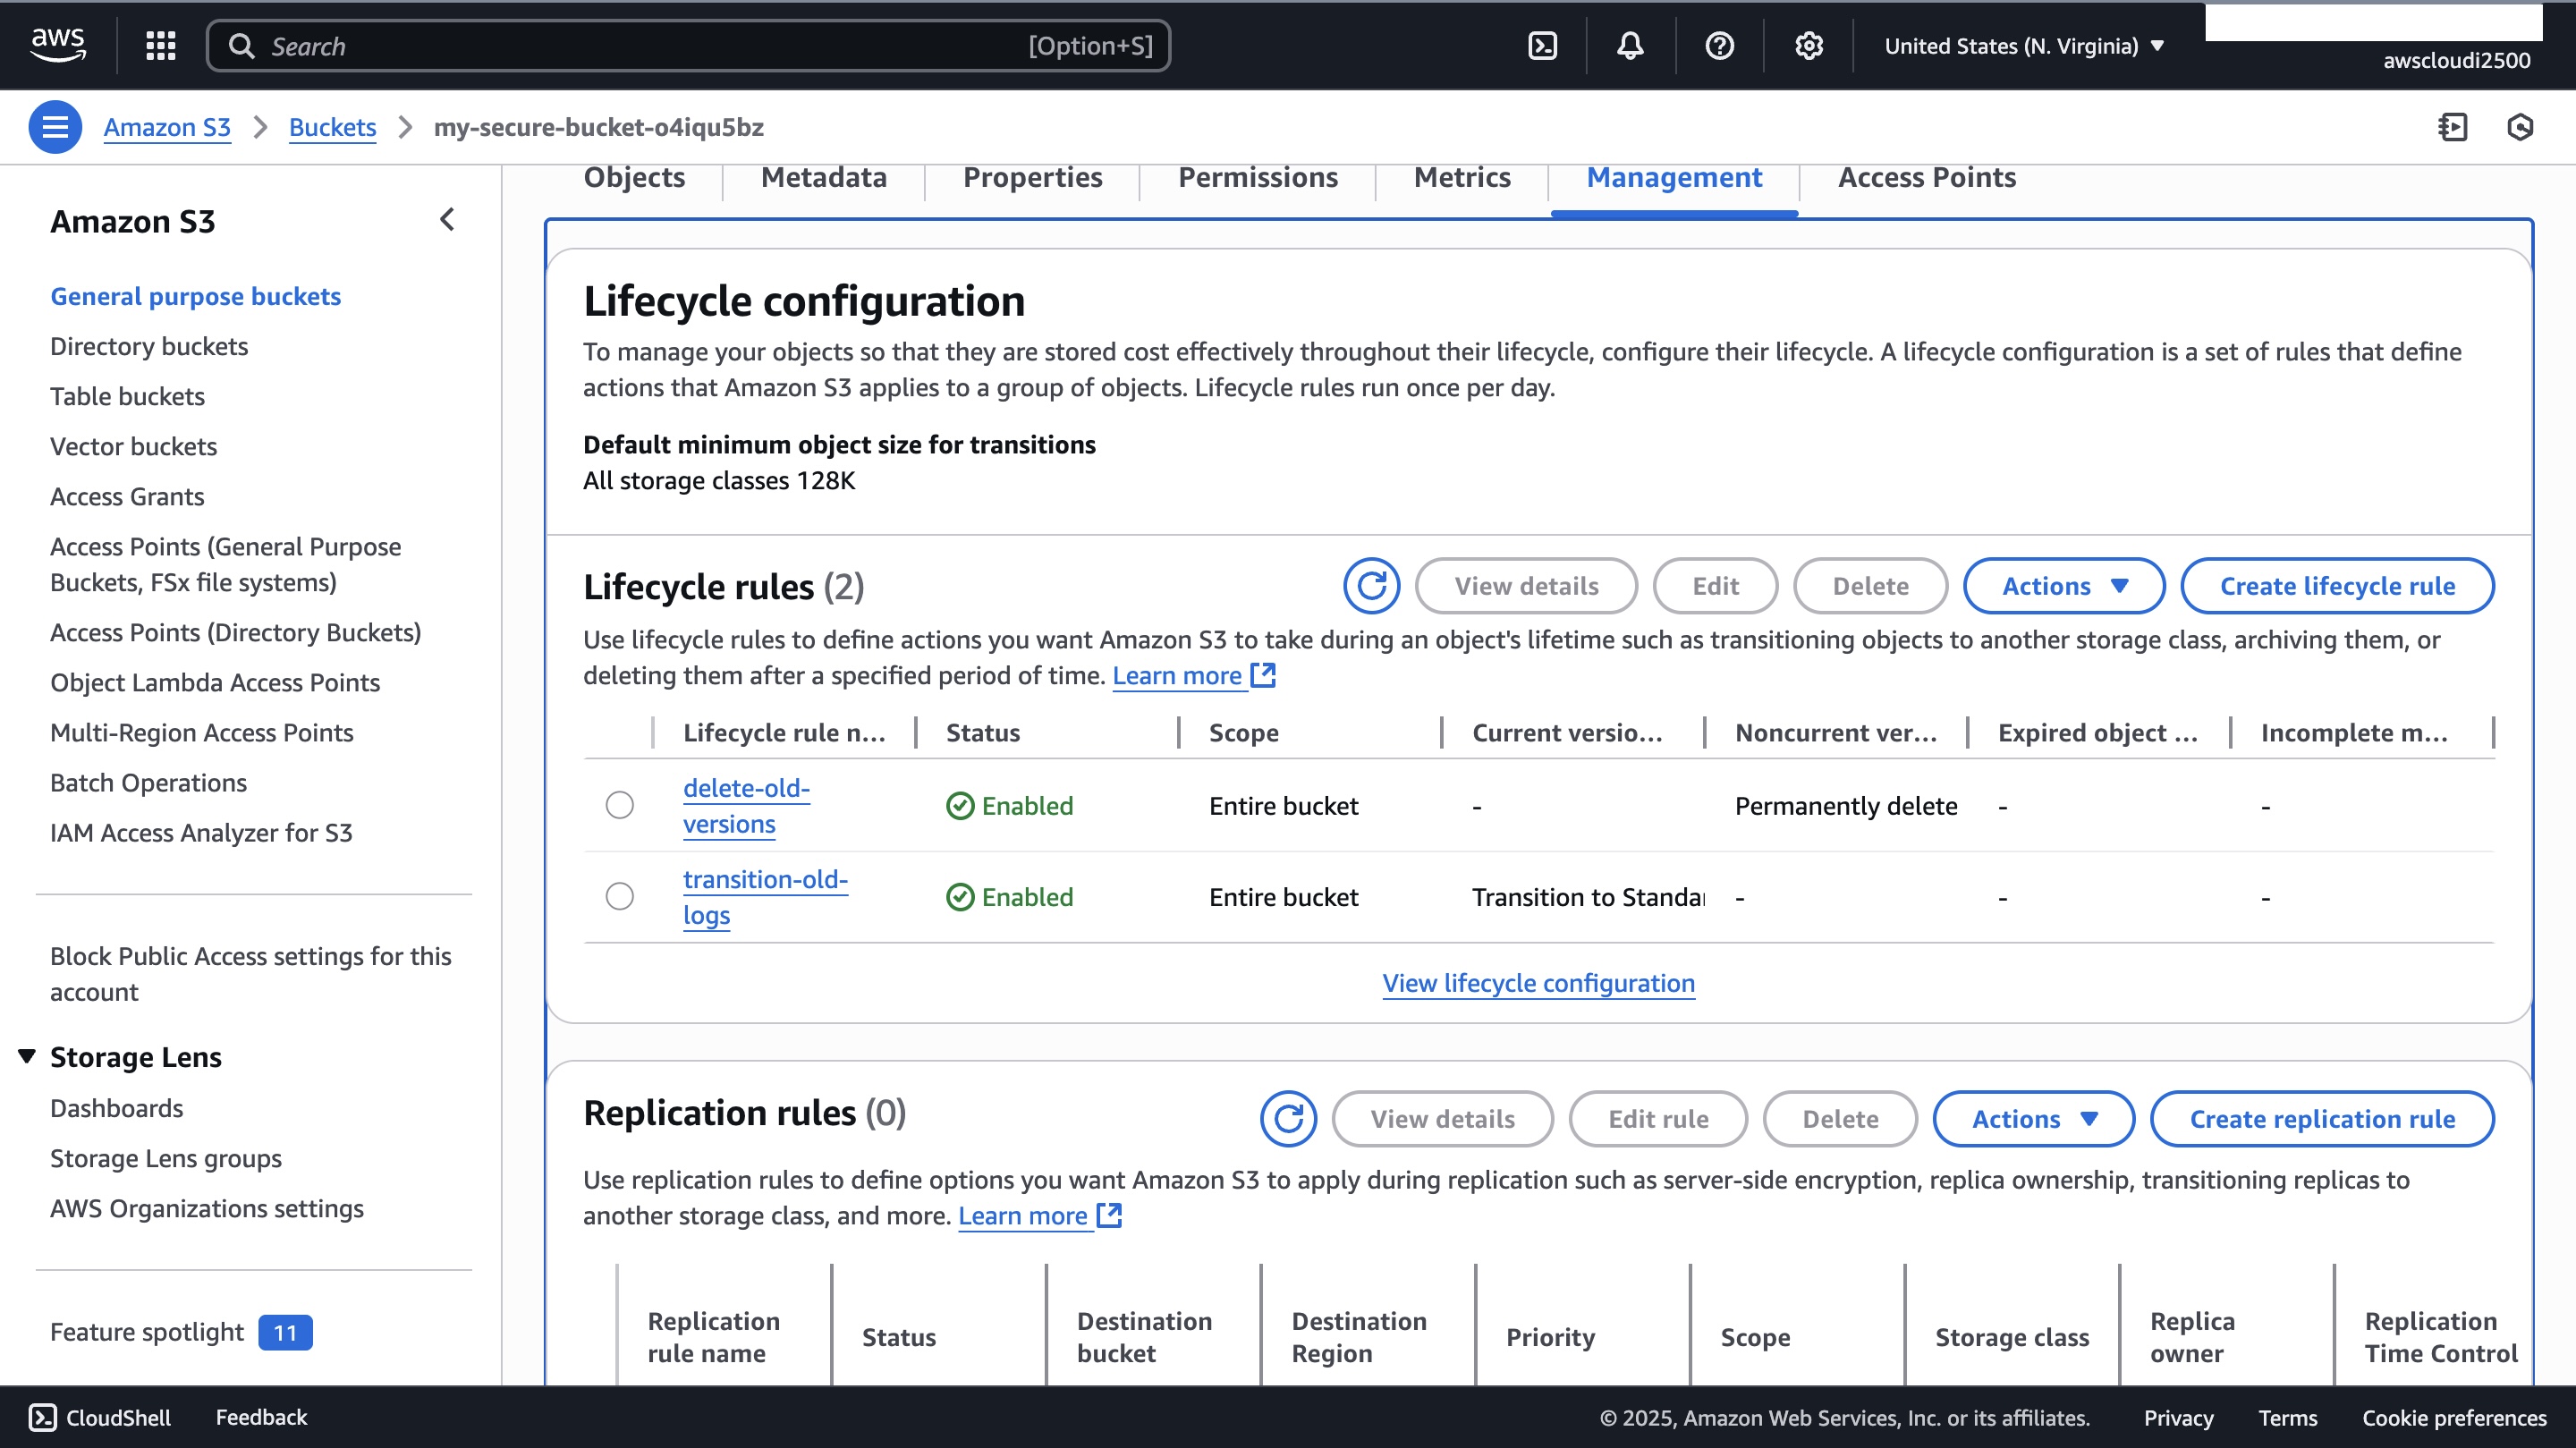 aws
Search [Option+S]
United States (N. Virginia)
awscloudi2500
Amazon S3 Buckets my-secure-bucket-o4iqu5bz
Amazon S3
General purpose buckets
Directory buckets
Table buckets
Vector buckets
Access Grants
Access Points (General Purpose
Buckets, FSx file systems)
Access Points (Directory Buckets)
Object Lambda Access Points
Multi-Region Access Points
Batch Operations
IAM Access Analyzer for S3
Block Public Access settings for this
account
Storage Lens
Dashboards
Storage Lens groups
AWS Organizations settings
Feature spotlight 11
Objects Metadata Properties Permissions Metrics Management Access Points
Lifecycle configuration
To manage your objects so that they are stored cost effectively throughout their lifecycle, configure their lifecycle. A lifecycle configuration is a set of rules that define
actions that Amazon S3 applies to a group of objects. Lifecycle rules run once per day.
Default minimum object size for transitions
All storage classes 128K
Lifecycle rules (2) View details Edit Delete Actions Create lifecycle rule
Use lifecycle rules to define actions you want Amazon S3 to take during an object's lifetime such as transitioning objects to another storage class, archiving them, or
deleting them after a specified period of time. Learn more
Lifecycle rule n... Status Scope Current versio... Noncurrent ver... Expired object ... Incomplete m...
delete-old-
versions Enabled Entire bucket - Permanently delete - -
transition-old-
logs Enabled Entire bucket Transition to Standar - - -
View lifecycle configuration
Replication rules (0) View details Edit rule Delete Actions Create replication rule
Use replication rules to define options you want Amazon S3 to apply during replication such as server-side encryption, replica ownership, transitioning replicas to
another storage class, and more. Learn more
Replication
rule name Status Destination
bucket Destination
Region Priority Scope Storage class Replica
owner Replication
Time Control
CloudShell Feedback © 2025, Amazon Web Services, Inc. or its affiliates. Privacy Terms Cookie preferences